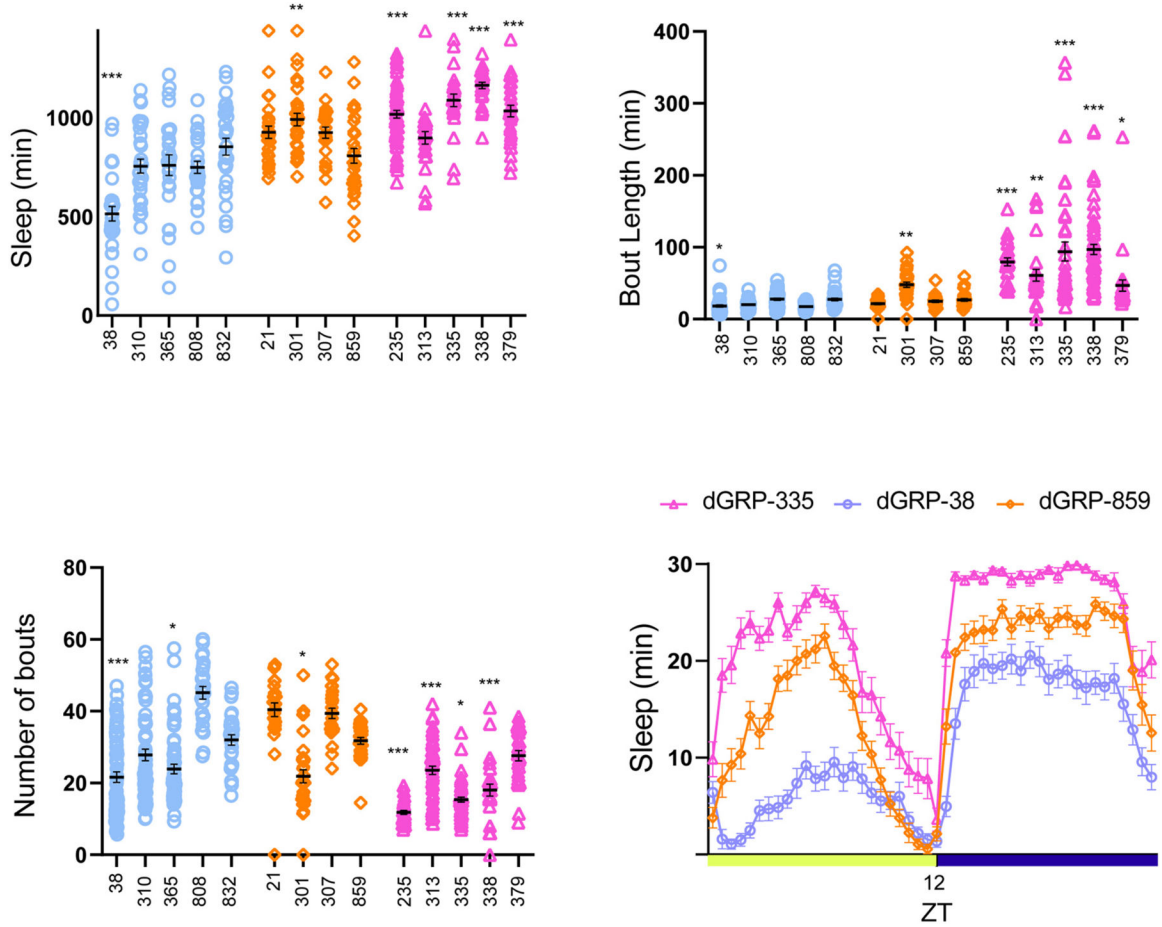 *** ** *** *** *** ***
Sleep (min)
1000
500
0
38 310 365 808 832 21 301 307 859 235 313 335 338 379
Bout Length (min)
400
300
200
100
0
* ** *** ** *** *** *
38 310 365 808 832 21 301 307 859 235 313 335 338 379
Number of bouts
80
60
40
20
0
*** * * *** *** * ***
38 310 365 808 832 21 301 307 859 235 313 335 338 379
dGRP-335 dGRP-38 dGRP-859
Sleep (min)
30
20
10
12
ZT